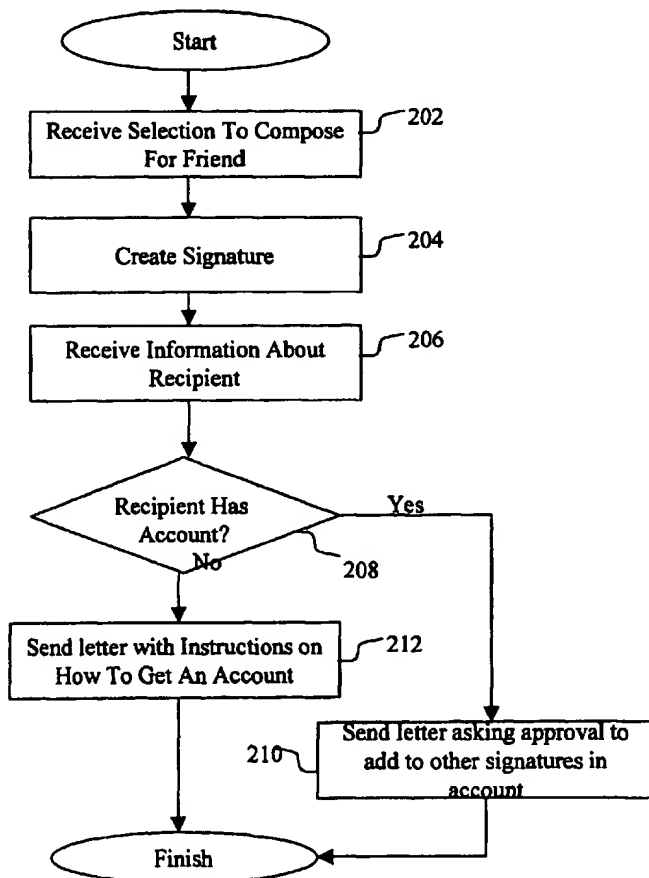 Start
Receive Selection To Compose
For Friend
202
Create Signature
204
Receive Information About
Recipient
206
Recipient Has
Account?
Yes
No
208
Send letter with Instructions on
How To Get An Account
212
Send letter asking approval to
add to other signatures in
account
210
Finish